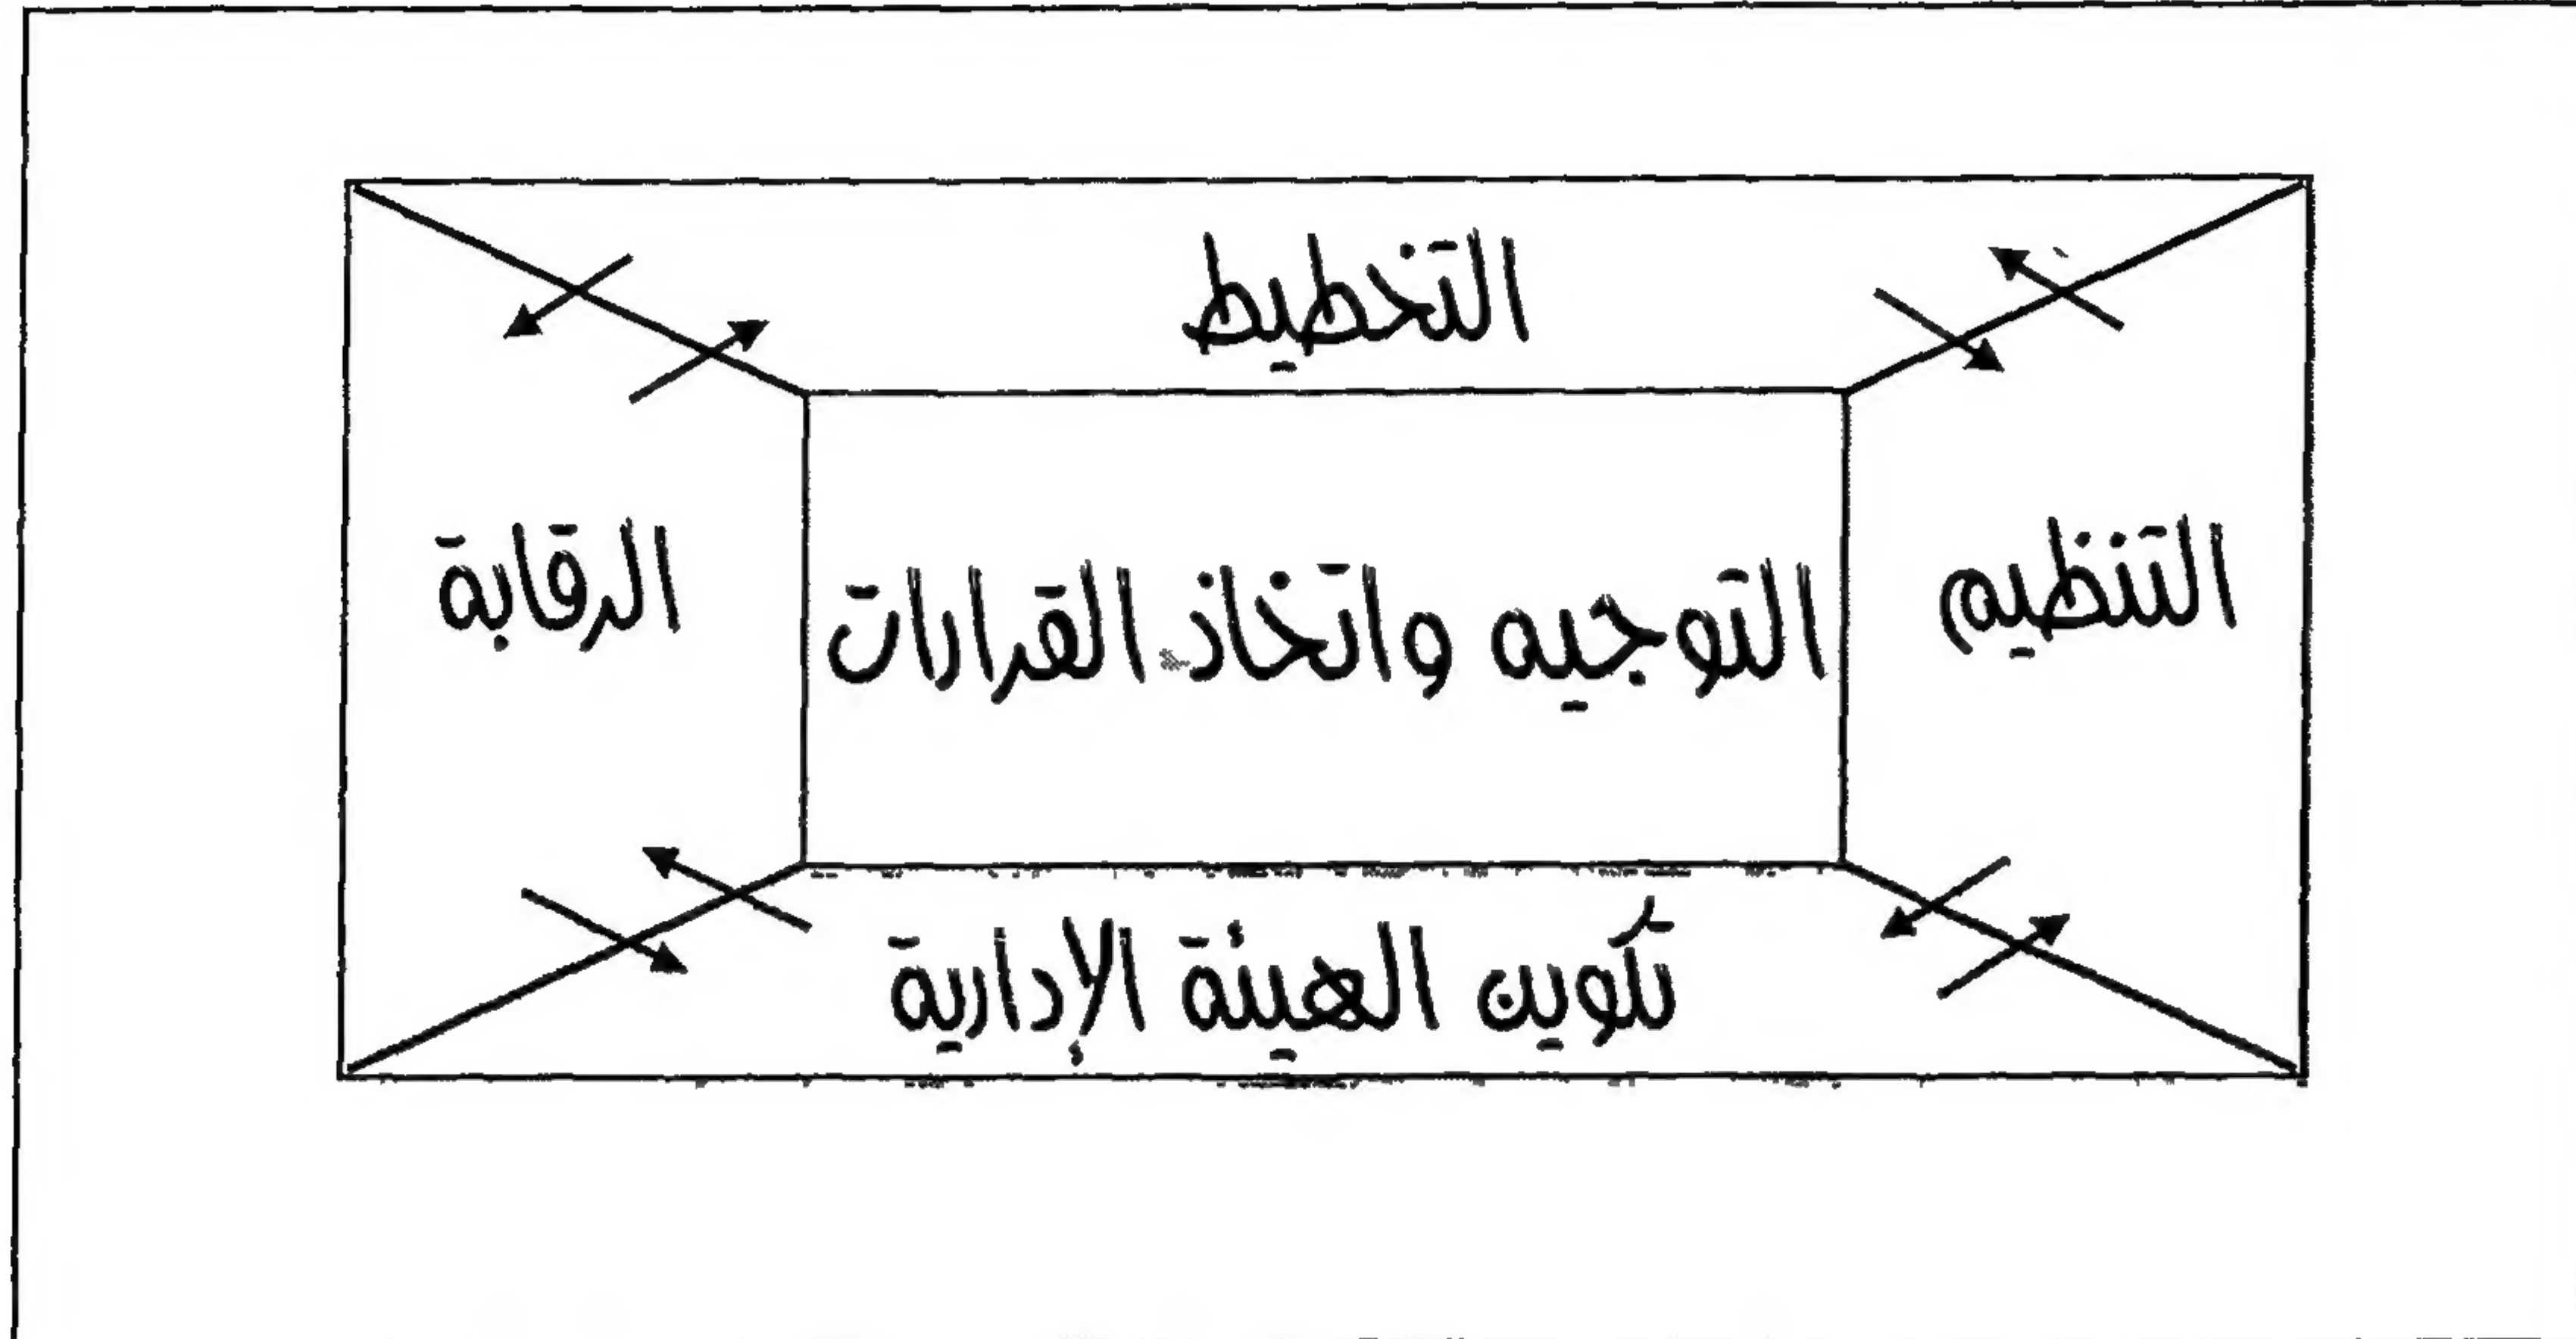 التخطيط
التنظيم
التوجيه واتخاذ القرارات
الرقابة
تكوين الهيئة الإدارية